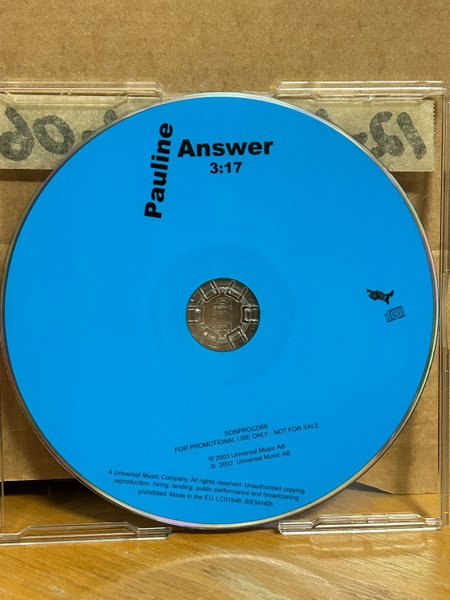 Pauline
Answer
3:17
SONPROCD69
FOR PROMOTIONAL USE ONLY - NOT FOR SALE
℗ 2003 Universal Music AB
© 2003 Universal Music AB
A Universal Music Company. All rights reserved. Unauthorized copying,
reproduction, hiring, lending, public performance and broadcasting
prohibited. Made in the EU. LC01846. BIEM/n©b.